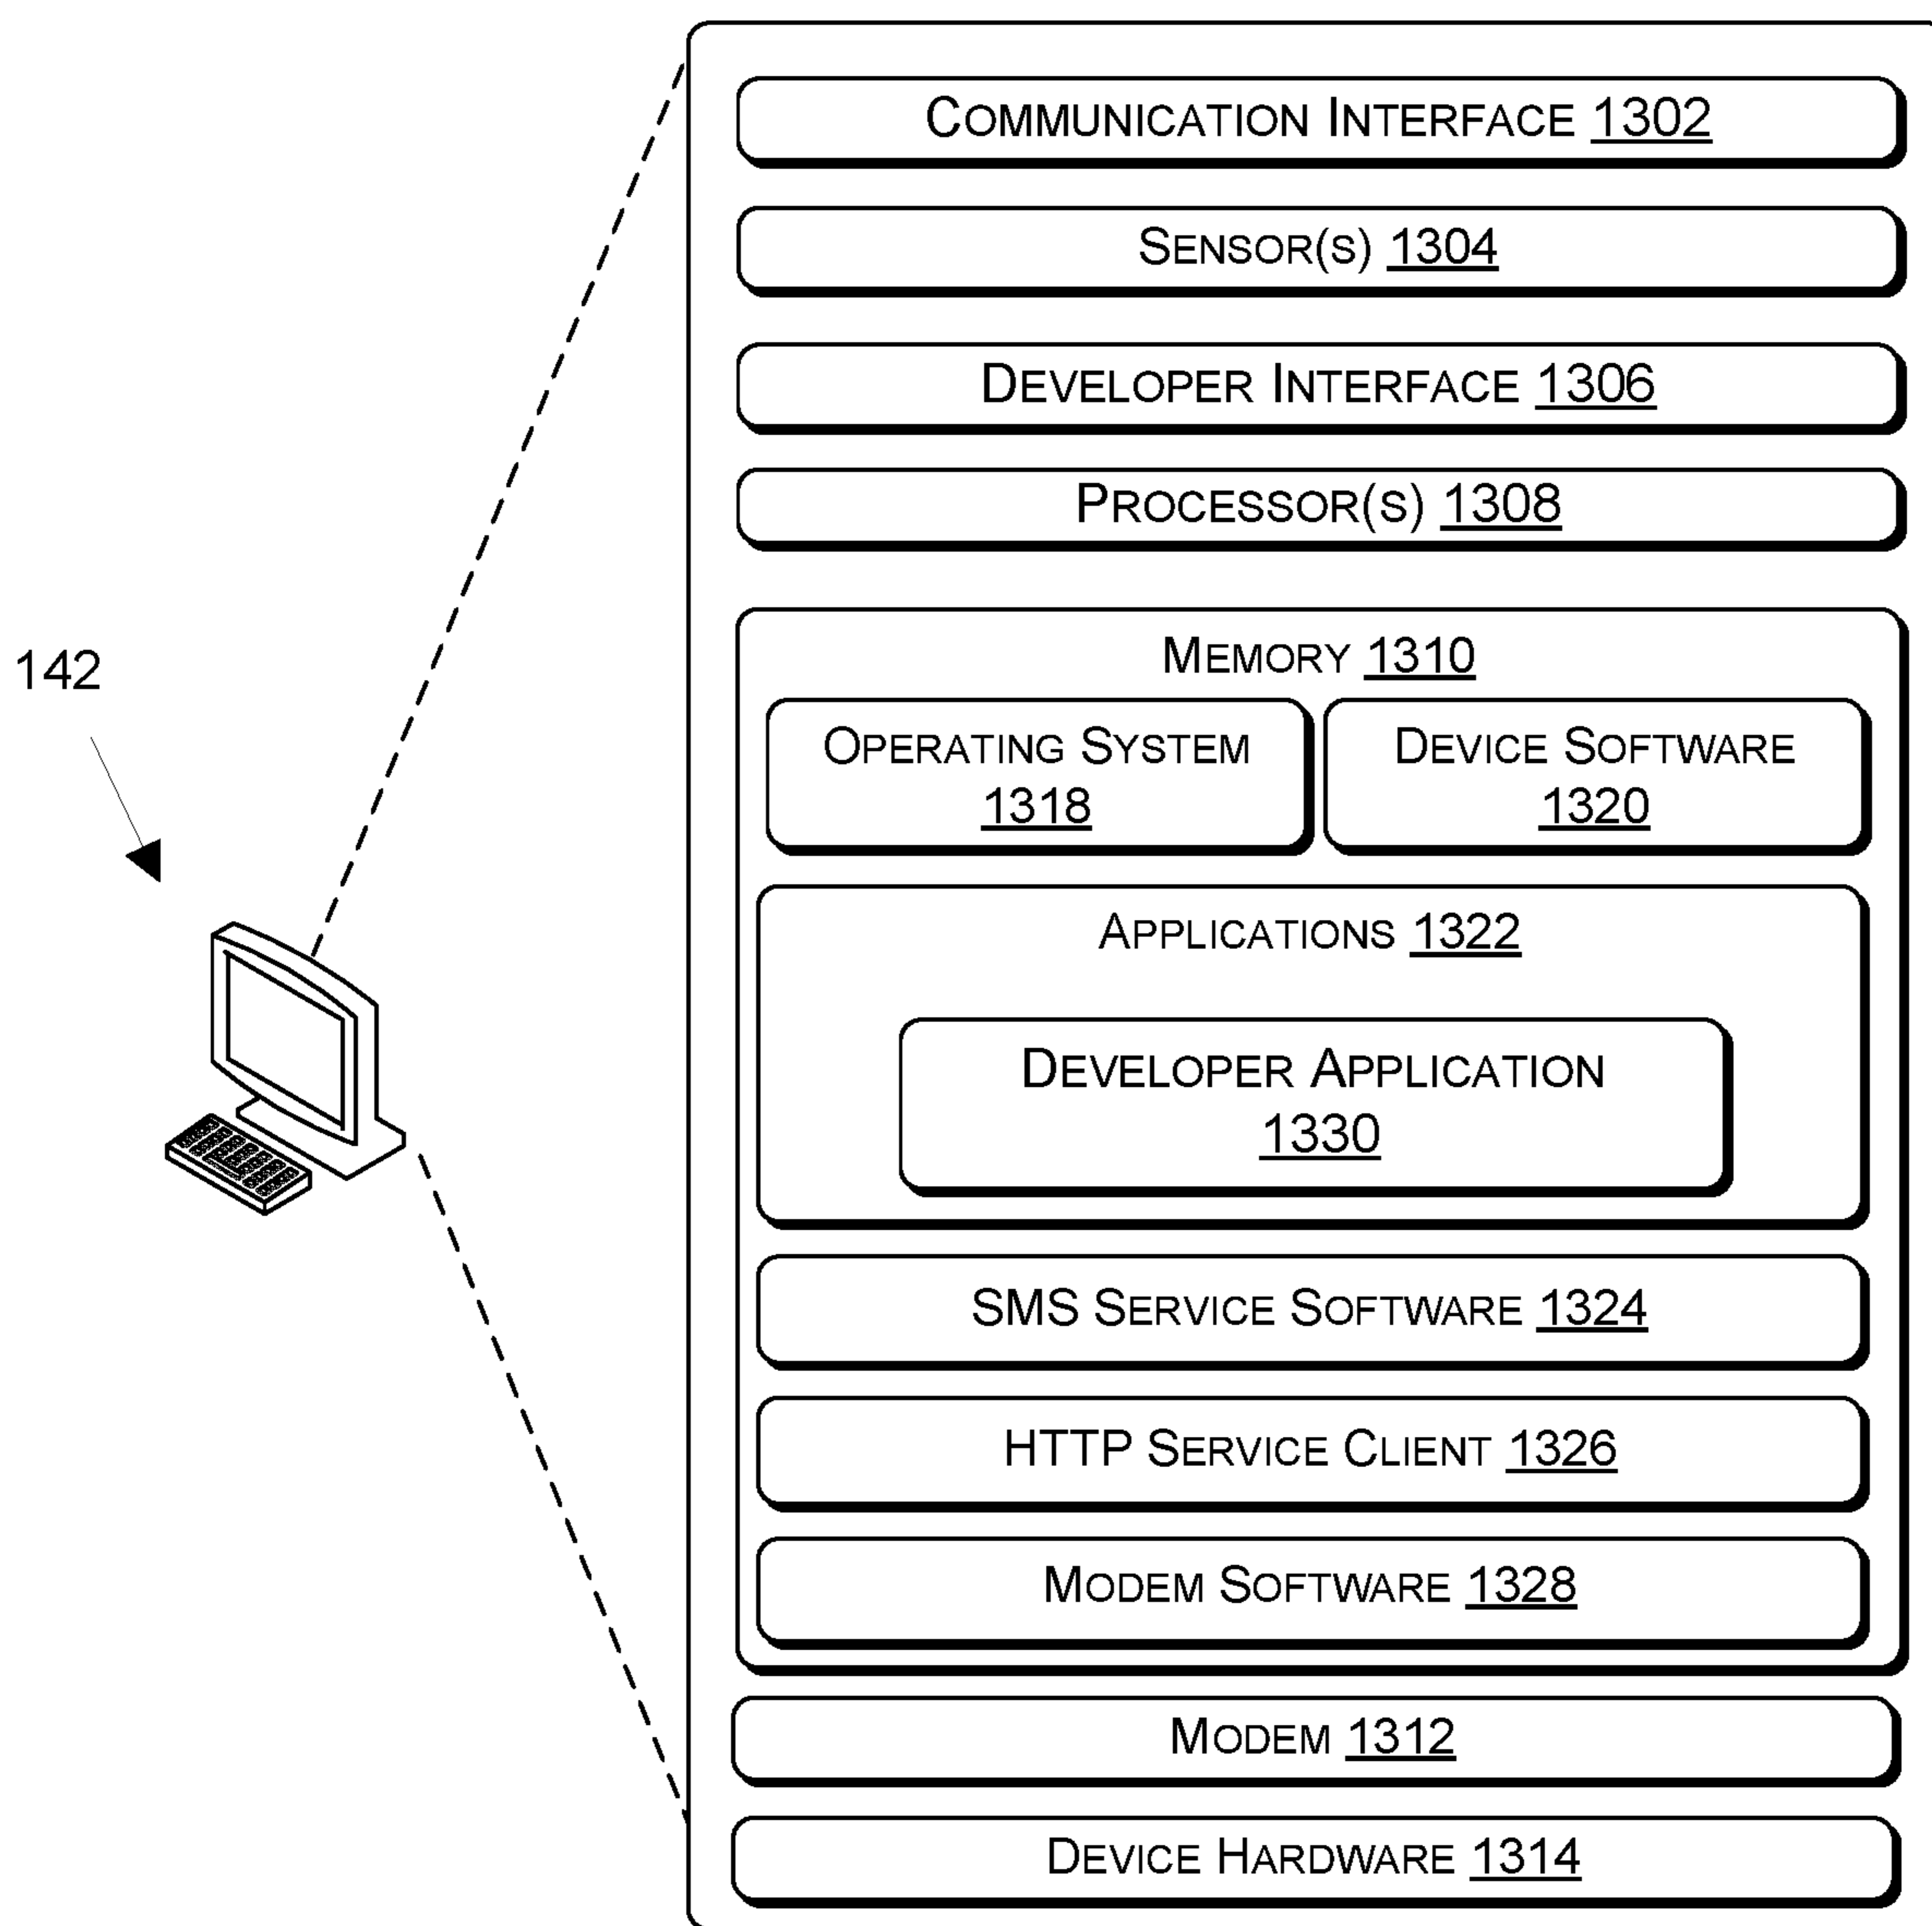 COMMUNICATION INTERFACE 1302
SENSOR(S) 1304
DEVELOPER INTERFACE 1306
PROCESSOR(S) 1308
MEMORY 1310
142
OPERATING SYSTEM
1318
DEVICE SOFTWARE
1320
APPLICATIONS 1322
DEVELOPER APPLICATION
1330
SMS SERVICE SOFTWARE 1324
HTTP SERVICE CLIENT 1326
MODEM SOFTWARE 1328
MODEM 1312
DEVICE HARDWARE 1314